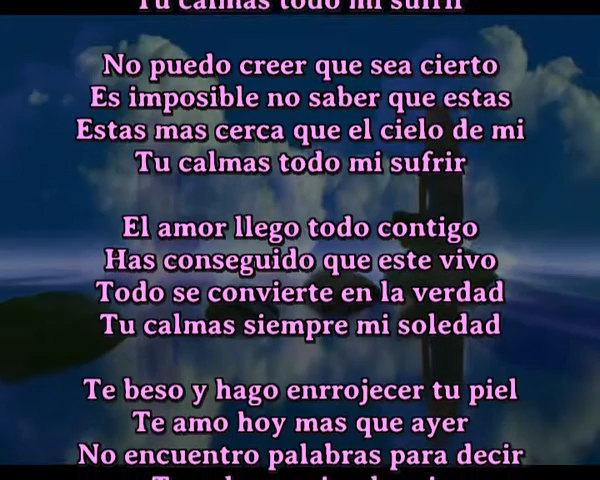 Tu calmas todo mi sufrir
No puedo creer que sea cierto
Es imposible no saber que estas
Estas mas cerca que el cielo de mi
Tu calmas todo mi sufrir
El amor llego todo contigo
Has conseguido que este vivo
Todo se convierte en la verdad
Tu calmas siempre mi soledad
Te beso y hago enrrojecer tu piel
Te amo hoy mas que ayer
No encuentro palabras para decir